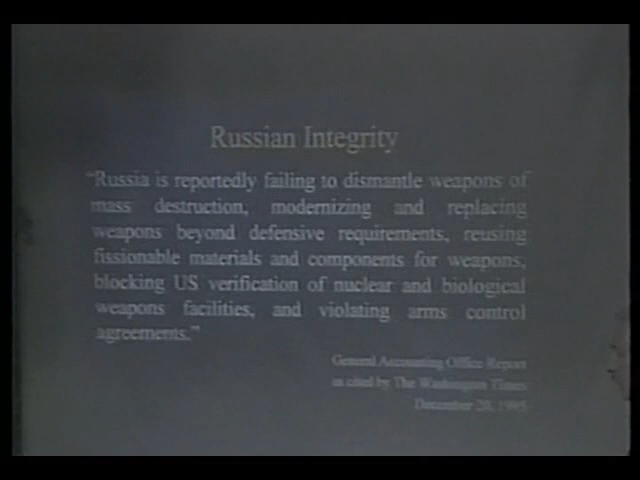 Russian Integrity
“Russia is reportedly failing to dismantle weapons of
mass destruction, modernizing and replacing
weapons beyond defensive requirements, reusing
fissionable materials and components for weapons,
blocking US verification of nuclear and biological
weapons facilities, and violating arms control
agreements.”
General Accounting Office Report
as cited by The Washington Times
December 20, 1995